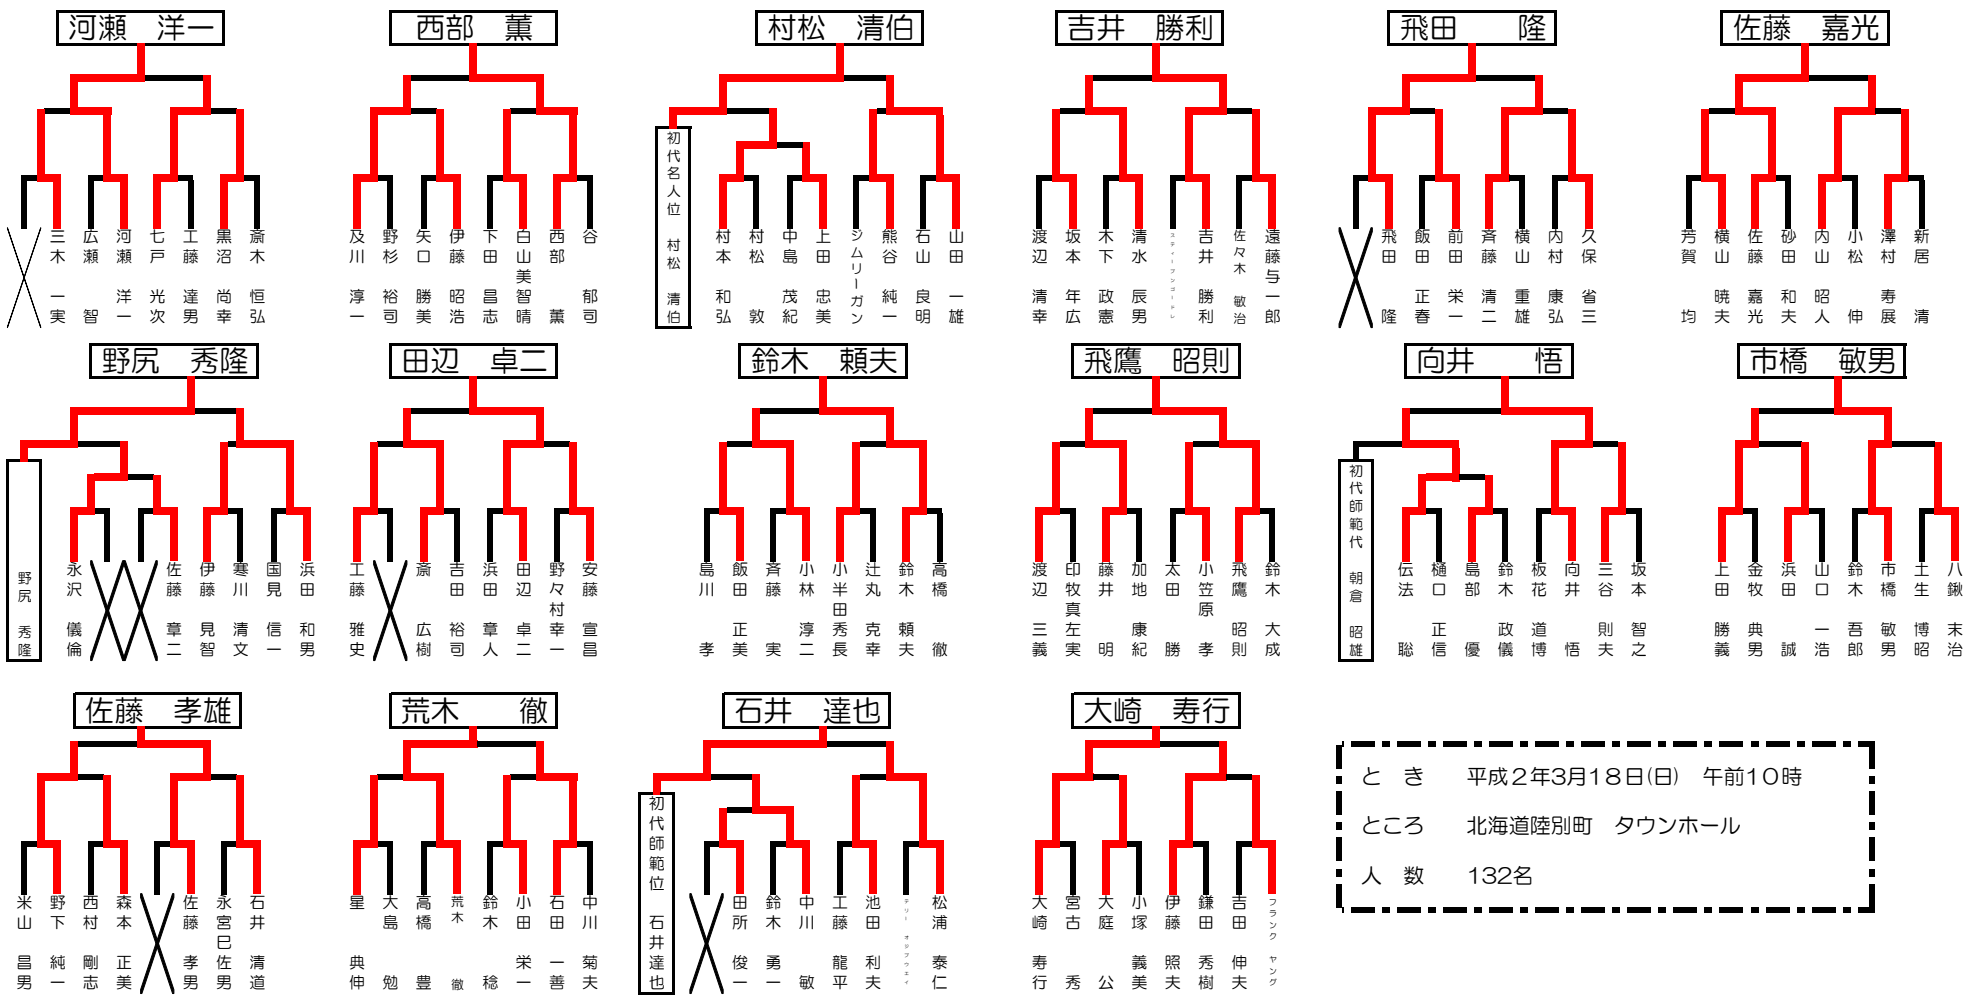 河瀬　洋一
西部　薫
村松　清伯
吉井　勝利
飛田　隆
佐藤　嘉光
三木　一実
広瀬　智
河瀬　洋一
七戸　光次
工藤　達男
黒沼　尚幸
斎木　恒弘
及川　淳一
野杉　裕司
矢口　勝美
伊藤　昭浩
下田　昌志
白山美智晴
西部　薫
谷　郁司
初代名人位　村松　清伯
村本　和弘
村松　敦
中島　茂紀
上田　忠美
ジムリーガン
熊谷　純一
石山　良明
山田　一雄
渡辺　清幸
坂本　年広
木下　政憲
清水　辰男
吉井　勝利
佐々木　敏治
遠藤与一郎
飛田　隆
飯田　正春
前田　栄一
斉藤　清二
横山　重雄
内村　康弘
久保　省三
芳賀　均
横山　暁夫
佐藤　嘉光
砂田　和夫
内山　昭人
小松　伸
澤村　寿展
新居　清
野尻　秀隆
田辺　卓二
鈴木　頼夫
飛鷹　昭則
向井　悟
市橋　敏男
野尻　秀隆
永沢　儀倫
佐藤　章二
伊藤　見智
寒川　清文
国見　信一
浜田　和男
工藤　雅史
斎　広樹
吉田　裕司
浜田　章人
田辺　卓二
野々村幸一
安藤　宣昌
島川　孝
飯田　正美
斉藤　実
小林　淳二
小半田秀長
辻丸　克幸
鈴木　頼夫
高橋　徹
渡辺　三義
印牧真左実
藤井　明
加地　康紀
太田　勝
小笠原　孝
飛鷹　昭則
鈴木　大成
初代師範代　朝倉　昭雄
伝法　聡
樋口　正信
島部　優
鈴木　政儀
板花　道博
向井　悟
三谷　則夫
坂本　智之
上田　勝義
金牧　典男
浜田　誠
山口　一浩
鈴木　吾郎
市橋　敏男
土生　博昭
八鍬　末治
佐藤　孝雄
荒木　徹
石井　達也
大崎　寿行
米山　昌男
野下　純一
西村　剛志
森本　正美
佐藤　孝男
永宮巳佐男
石井　清道
星　典伸
大島　勉
高橋　豊
荒木　徹
鈴木　稔
小田　栄一
石田　一善
中川　菊夫
初代師範位　石井達也
田所　俊一
鈴木　勇一
中川　敏
工藤　龍平
池田　利夫
松浦　泰仁
大崎　寿行
宮古　秀
大庭　公
小塚　義美
伊藤　照夫
鎌田　秀樹
吉田　伸夫
フランク　ヤング
と　き　平成２年3月18日(日)　午前10時
ところ　北海道陸別町　タウンホール
人　数　132名